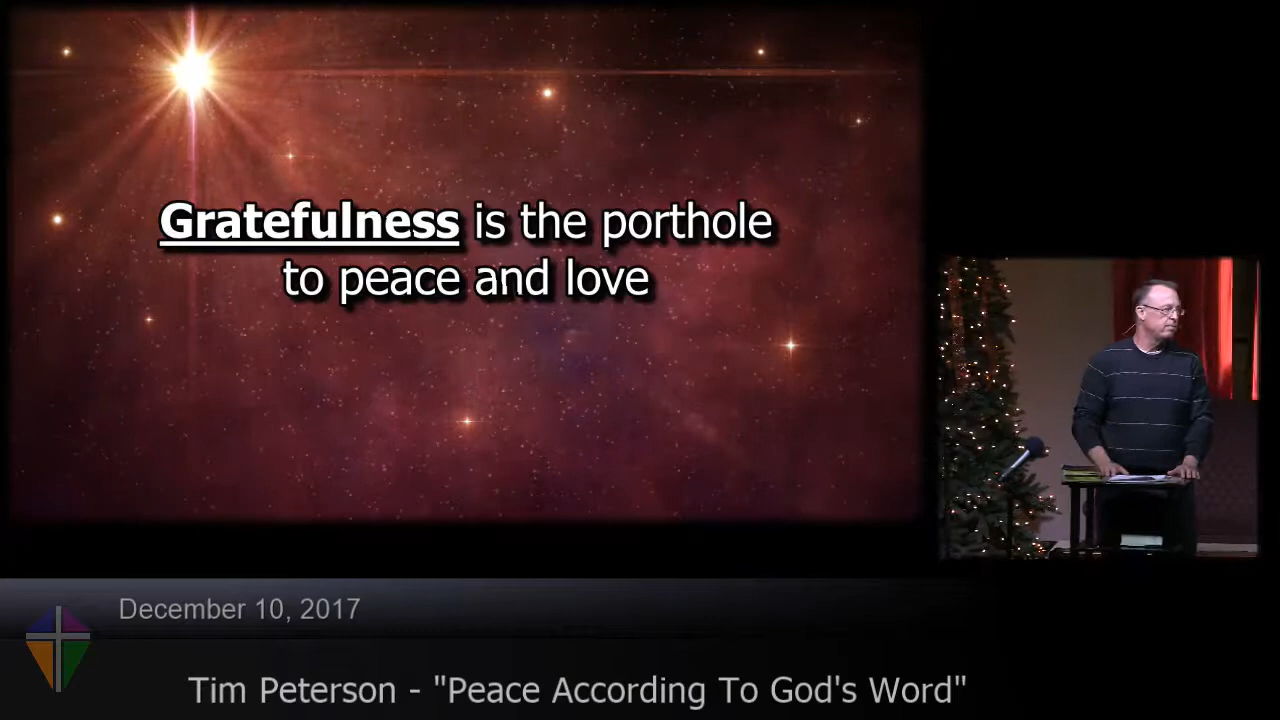 Gratefulness is the porthole
to peace and love
December 10, 2017
Tim Peterson - "Peace According To God's Word"